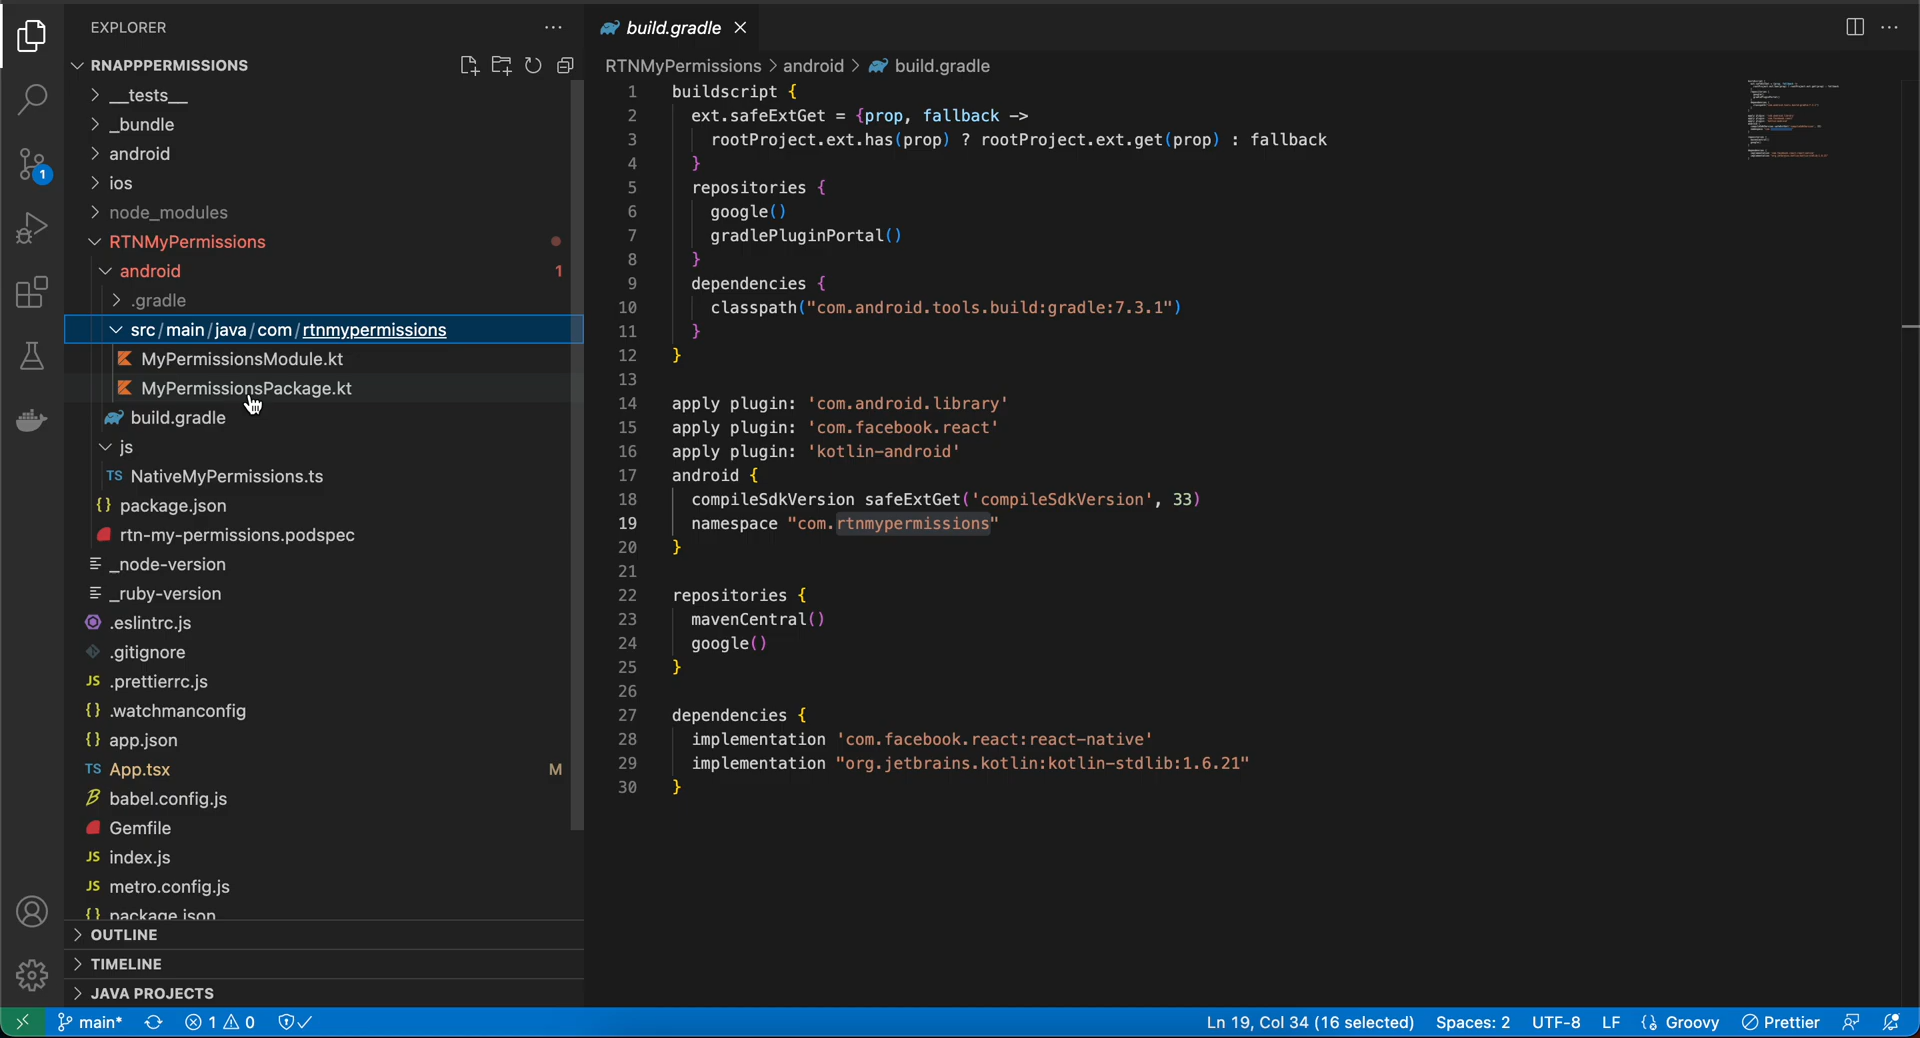 EXPLORER
RNAPPPERMISSIONS
__tests__
_bundle
android
ios
node_modules
RTNMyPermissions
android 1
.gradle
src/main/java/com/rtnmypermissions
MyPermissionsModule.kt
MyPermissionsPackage.kt
build.gradle
js
TS NativeMyPermissions.ts
{} package.json
rtn-my-permissions.podspec
_node-version
_ruby-version
.eslintrc.js
.gitignore
JS .prettierrc.js
{} .watchmanconfig
{} app.json
TS App.tsx M
babel.config.js
Gemfile
JS index.js
JS metro.config.js
{} package.json
OUTLINE
TIMELINE
JAVA PROJECTS
1
build.gradle
RTNMyPermissions > android > build.gradle
1 buildscript {
2 ext.safeExtGet = {prop, fallback ->
3 rootProject.ext.has(prop) ? rootProject.ext.get(prop) : fallback
4 }
5 repositories {
6 google()
7 gradlePluginPortal()
8 }
9 dependencies {
10 classpath("com.android.tools.build:gradle:7.3.1")
11 }
12 }
13
14 apply plugin: 'com.android.library'
15 apply plugin: 'com.facebook.react'
16 apply plugin: 'kotlin-android'
17 android {
18 compileSdkVersion safeExtGet('compileSdkVersion', 33)
19 namespace "com.rtnmypermissions"
20 }
21
22 repositories {
23 mavenCentral()
24 google()
25 }
26
27 dependencies {
28 implementation 'com.facebook.react:react-native'
29 implementation "org.jetbrains.kotlin:kotlin-stdlib:1.6.21"
30 }
main* 1 0 Ln 19, Col 34 (16 selected) Spaces: 2 UTF-8 LF {} Groovy Prettier